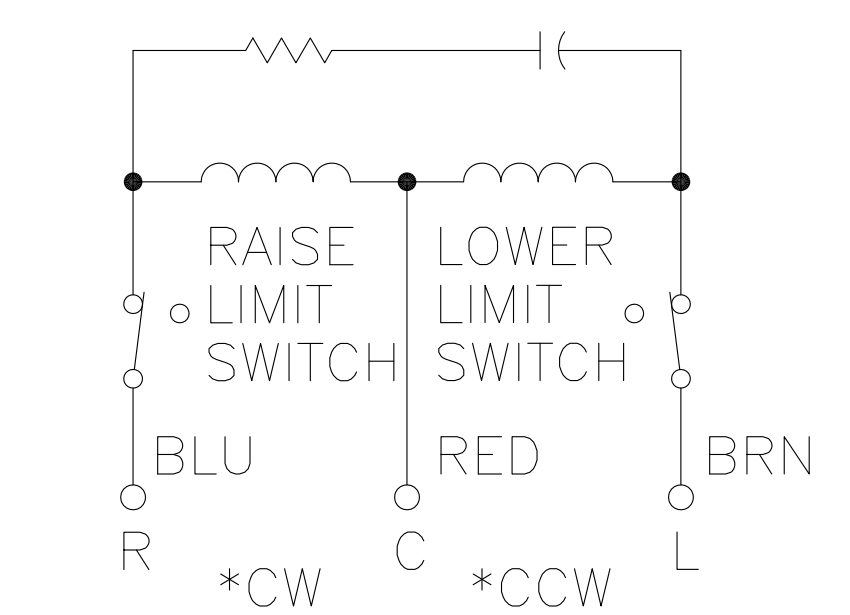 RAISE LOWER
LIMIT LIMIT
SWITCH SWITCH
BLU RED BRN
R C L
*CW *CCW